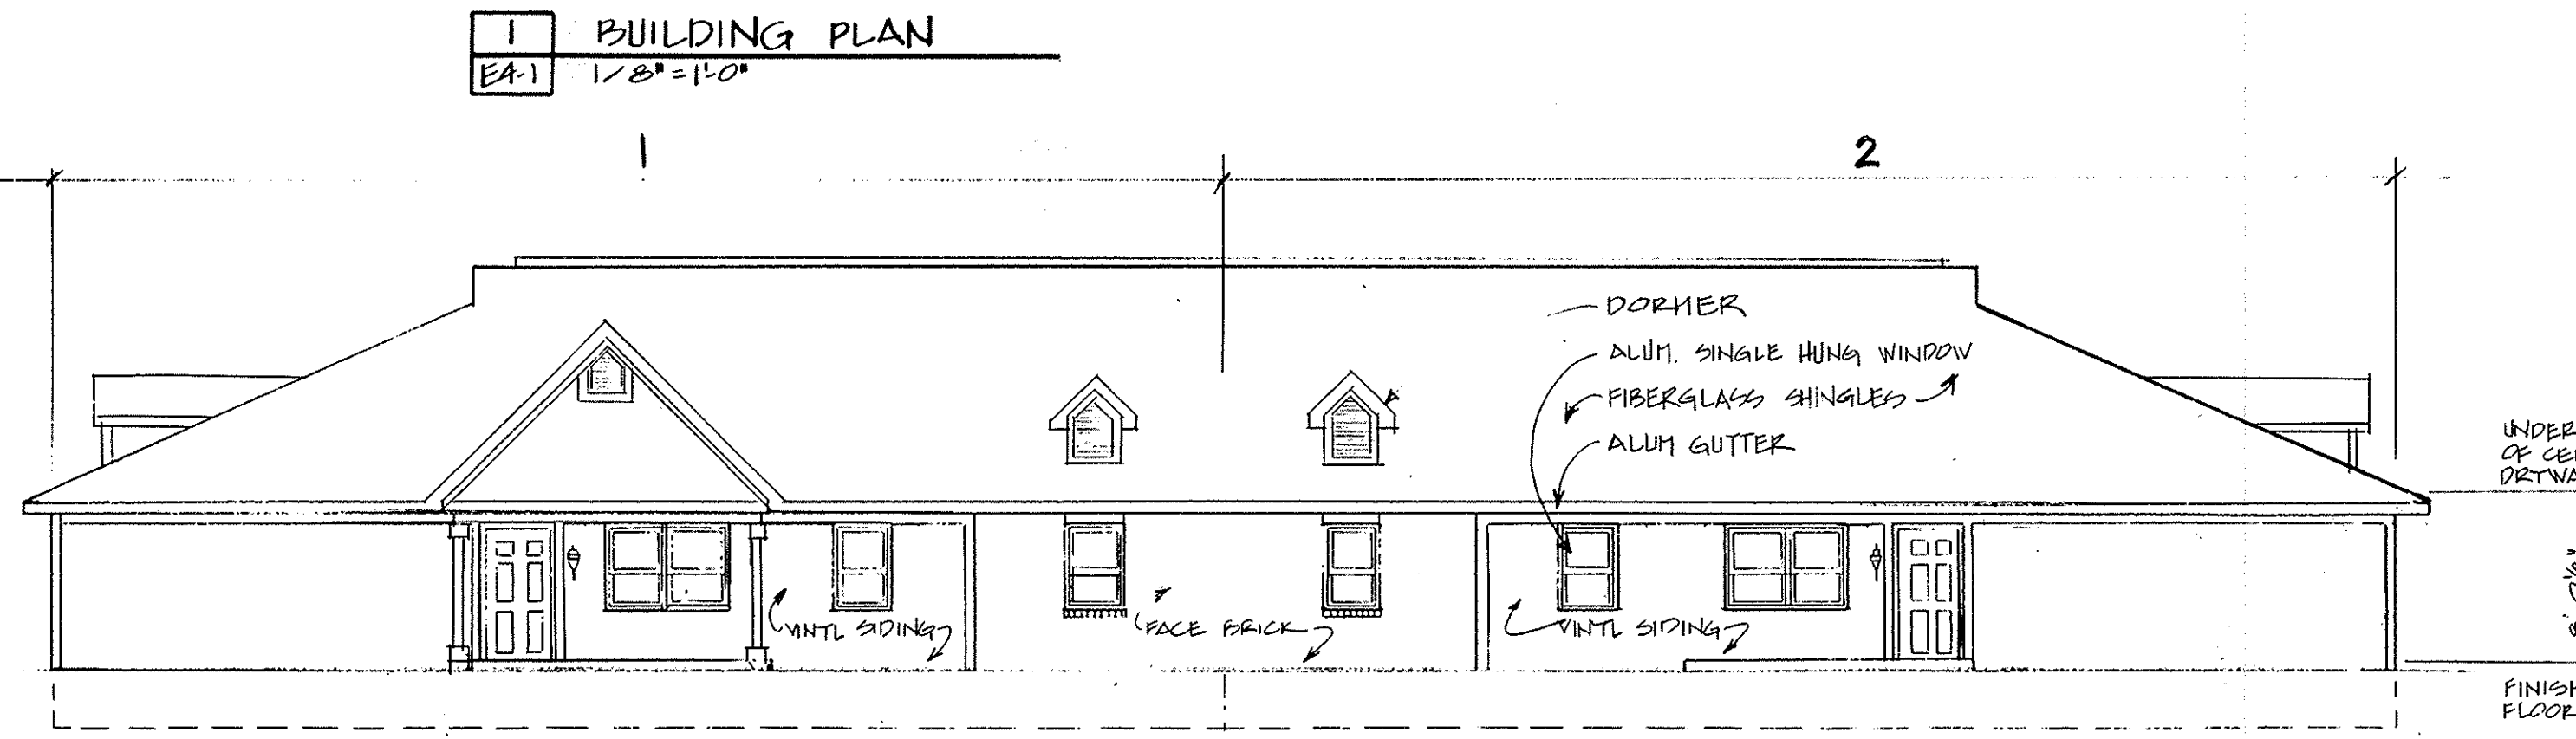 1 BUILDING PLAN
E4-1 1/8"=1'-0"
1
2
DORMER
ALUM. SINGLE HUNG WINDOW
FIBERGLASS SHINGLES
ALUM GUTTER
UNDER
OF CEI
DRYWA
VINYL SIDING
FACE BRICK
VINYL SIDING
FINISH
FLOOR